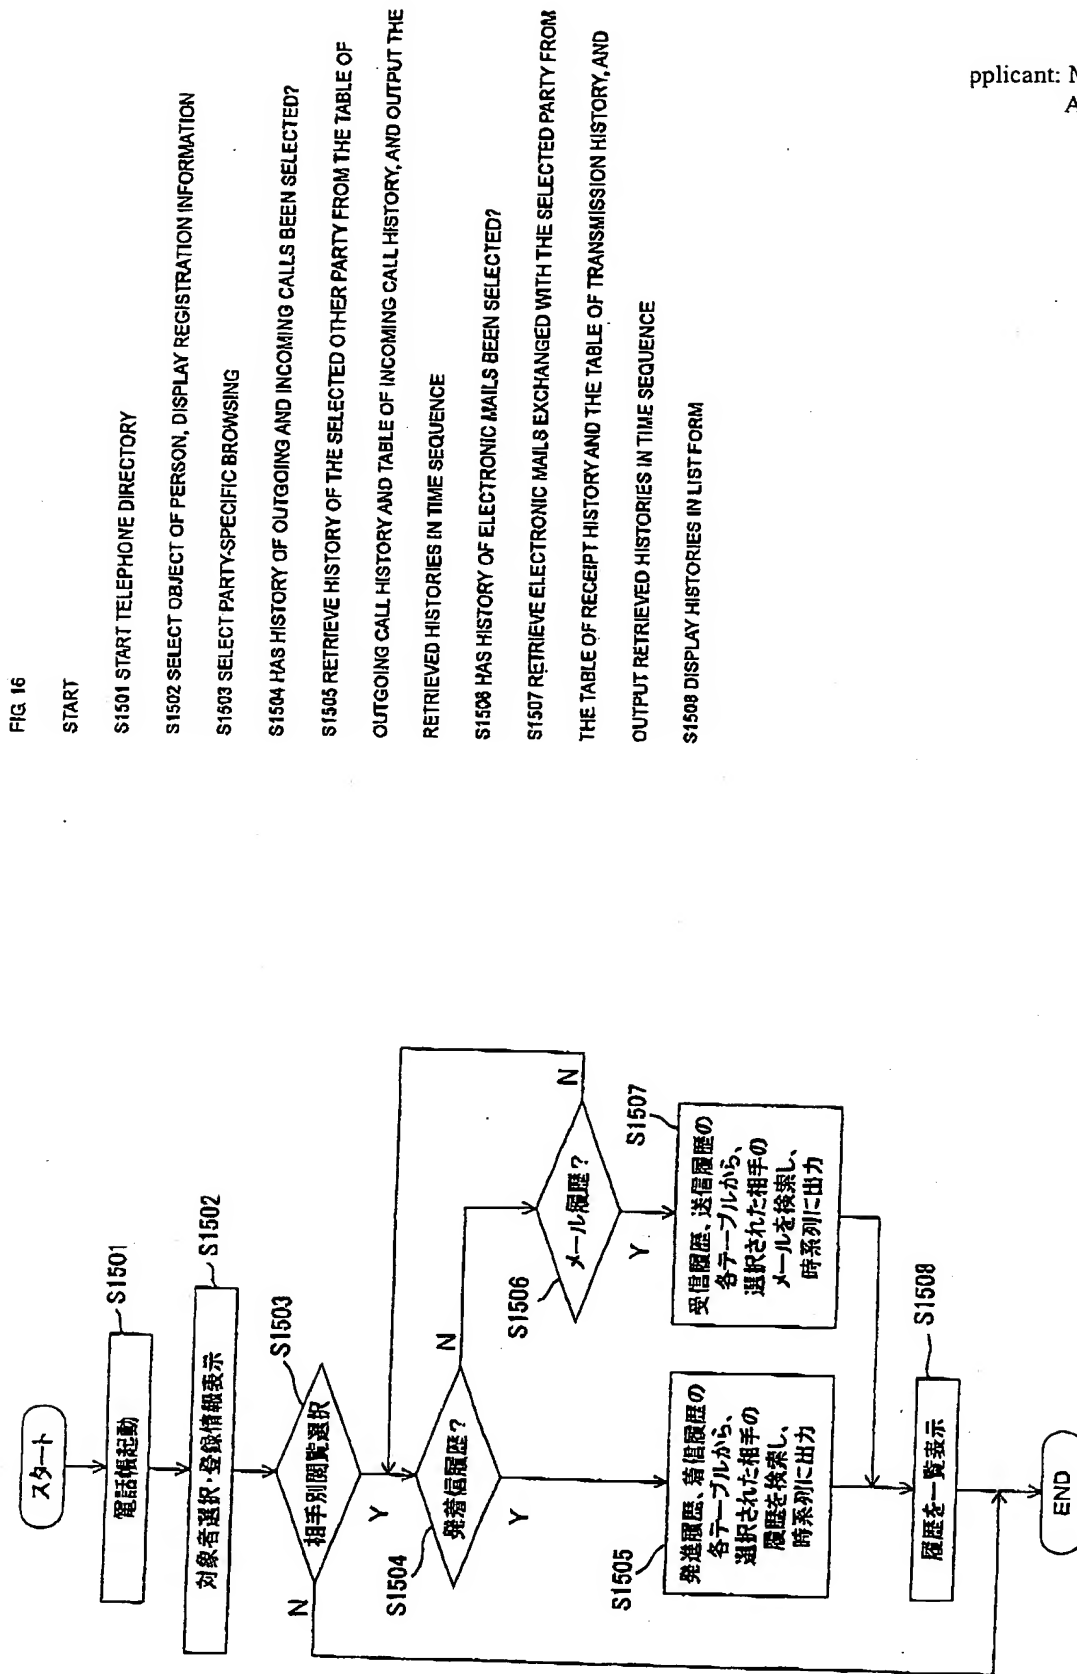 pplicant: M
A
FIG. 16
START
S1501 START TELEPHONE DIRECTORY
S1502 SELECT OBJECT OF PERSON, DISPLAY REGISTRATION INFORMATION
S1503 SELECT PARTY-SPECIFIC BROWSING
S1504 HAS HISTORY OF OUTGOING AND INCOMING CALLS BEEN SELECTED?
S1505 RETRIEVE HISTORY OF THE SELECTED OTHER PARTY FROM THE TABLE OF
OUTGOING CALL HISTORY AND TABLE OF INCOMING CALL HISTORY, AND OUTPUT THE
RETRIEVED HISTORIES IN TIME SEQUENCE
S1506 HAS HISTORY OF ELECTRONIC MAILS BEEN SELECTED?
S1507 RETRIEVE ELECTRONIC MAILS EXCHANGED WITH THE SELECTED PARTY FROM
THE TABLE OF RECEIPT HISTORY AND THE TABLE OF TRANSMISSION HISTORY, AND
OUTPUT RETRIEVED HISTORIES IN TIME SEQUENCE
S1508 DISPLAY HISTORIES IN LIST FORM
スタート
電話帳起動
S1501
対象者選択・登録情報表示
S1502
相手別閲覧選択
S1503
N
Y
発着信履歴?
S1504
N
Y
メール履歴?
S1506
N
Y
発進履歴、着信履歴の
各テーブルから、
選択された相手の
履歴を検索し、
時系列に出力
S1505
受信履歴、送信履歴の
各テーブルから、
選択された相手の
メールを検索し、
時系列に出力
S1507
履歴を一覧表示
S1508
END